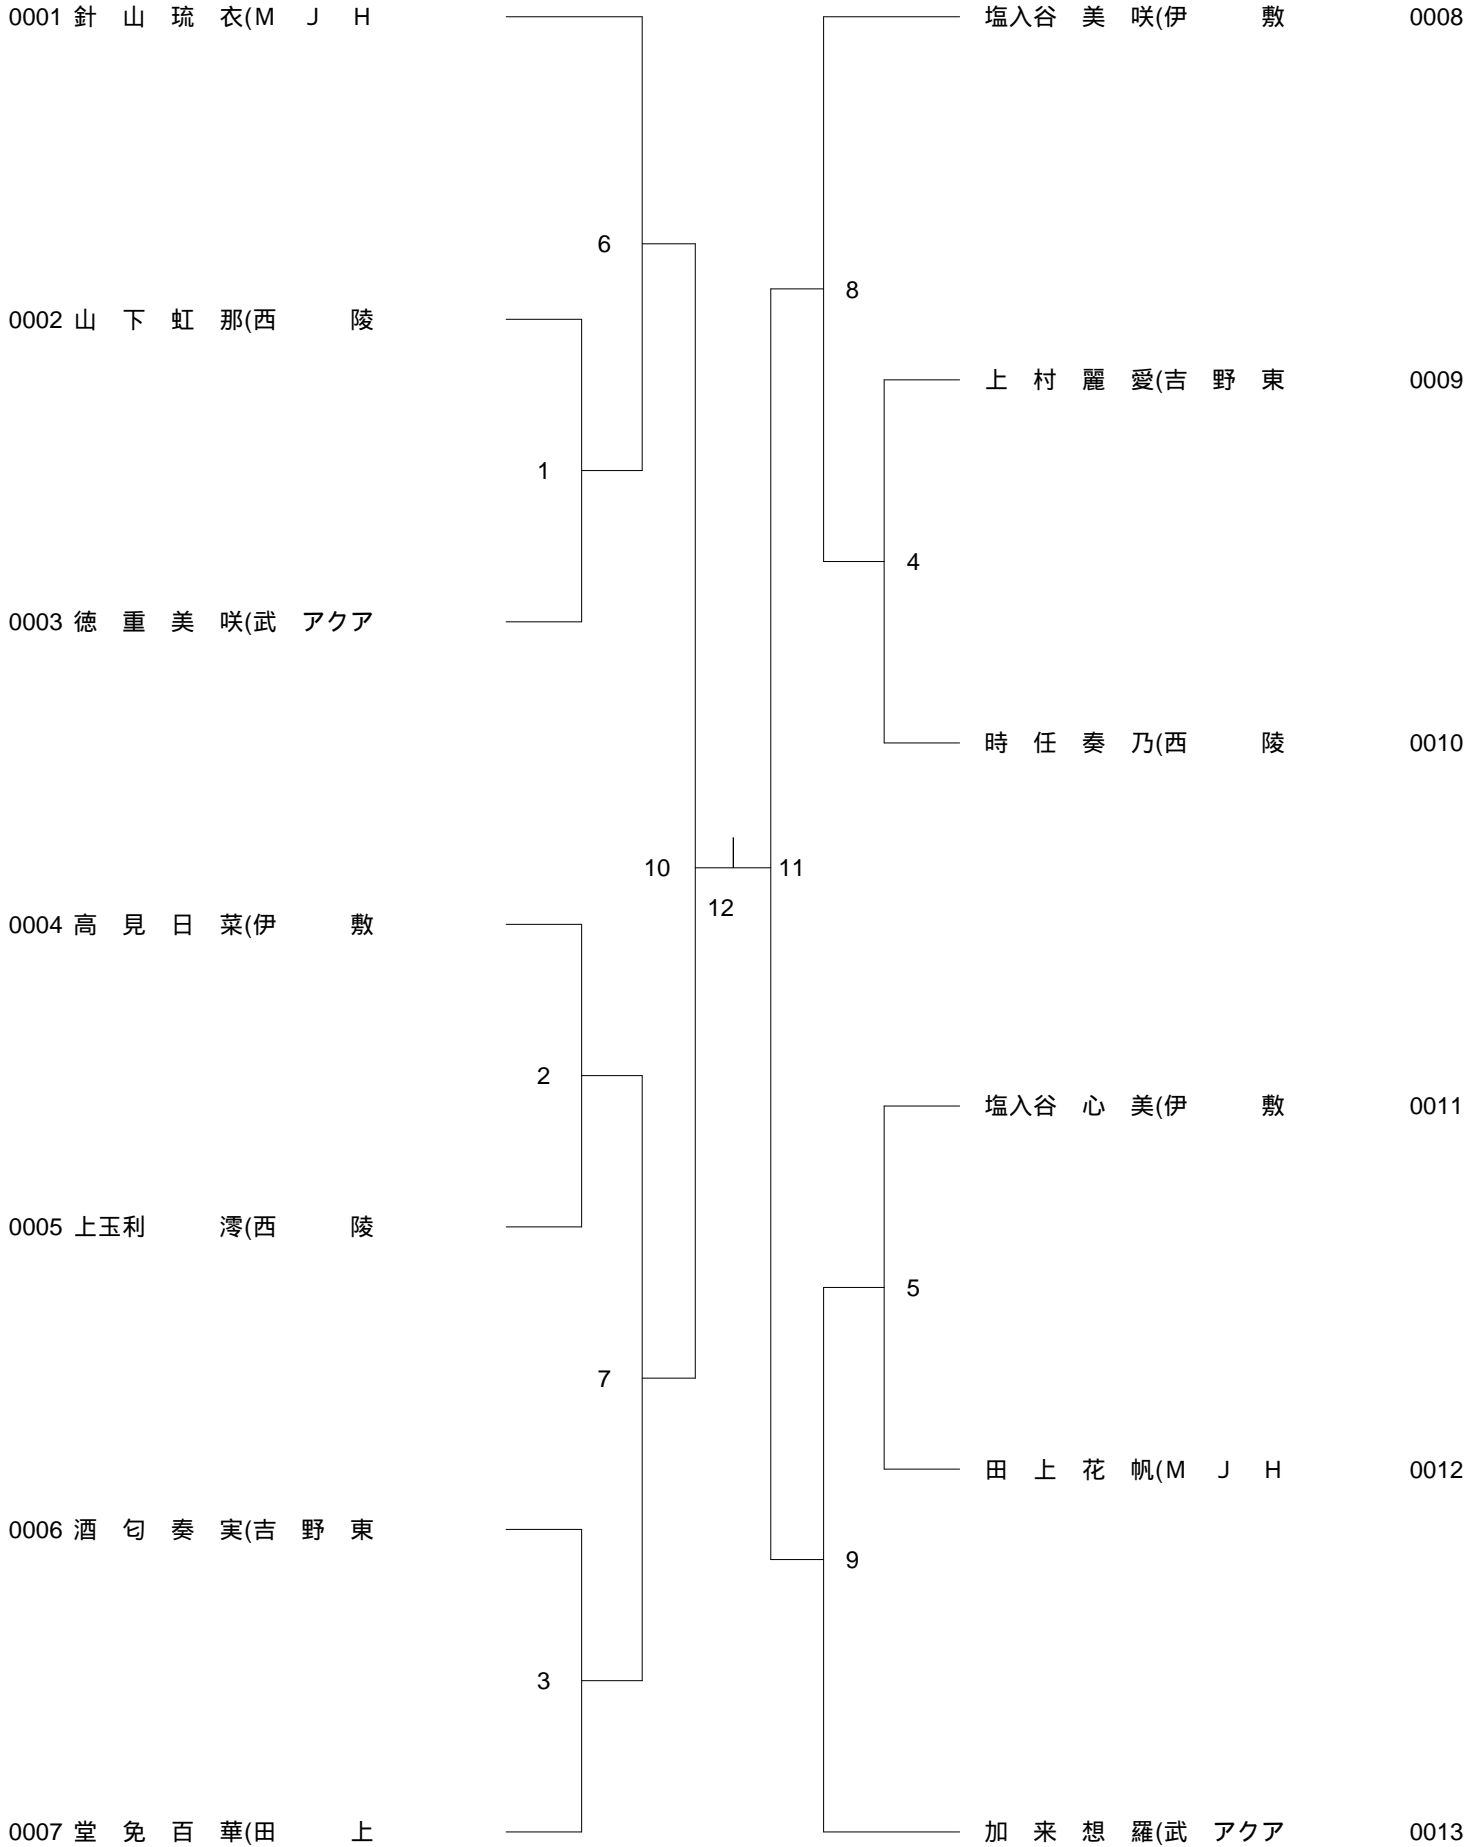 0001 針　山　琉　衣(Ｍ　Ｊ　Ｈ
塩入谷　美　咲(伊　　　敷 0008
6
8
0002 山　下　虹　那(西　　　陵
上　村　麗　愛(吉　野　東 0009
1
4
0003 徳　重　美　咲(武　アクア
時　任　奏　乃(西　　　陵 0010
10
11
12
0004 高　見　日　菜(伊　　　敷
2
塩入谷　心　美(伊　　　敷 0011
0005 上玉利　　　澪(西　　　陵
5
7
田　上　花　帆(Ｍ　Ｊ　Ｈ 0012
0006 酒　匂　奏　実(吉　野　東
9
3
0007 堂　免　百　華(田　　　上
加　来　想　羅(武　アクア 0013